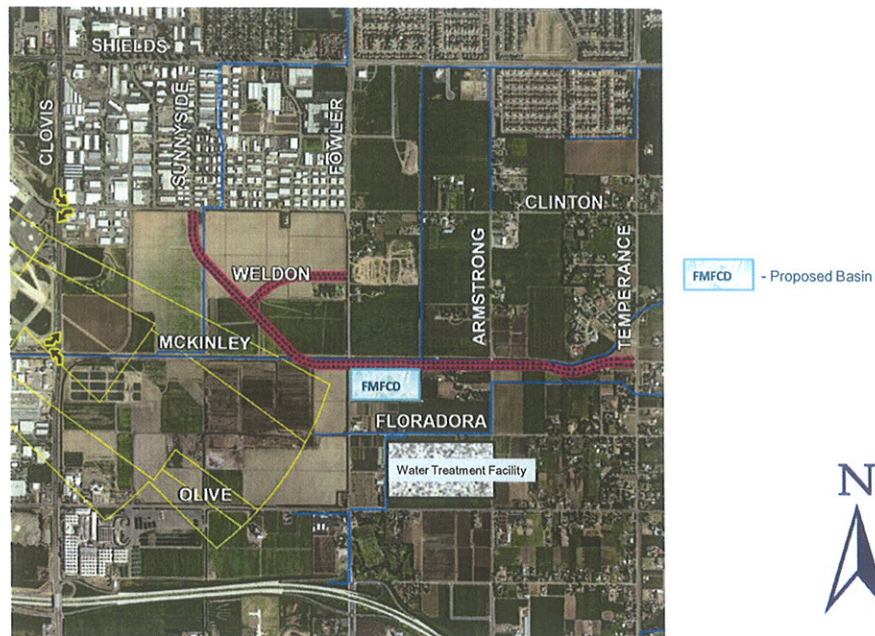 SHIELDS
CLOVIS
SUNNYSIDE
FOWLER
CLINTON
WELDON
ARMSTRONG
TEMPERANCE
FMFCD - Proposed Basin
MCKINLEY
FMFCD
FLORADORA
Water Treatment Facility
OLIVE
N